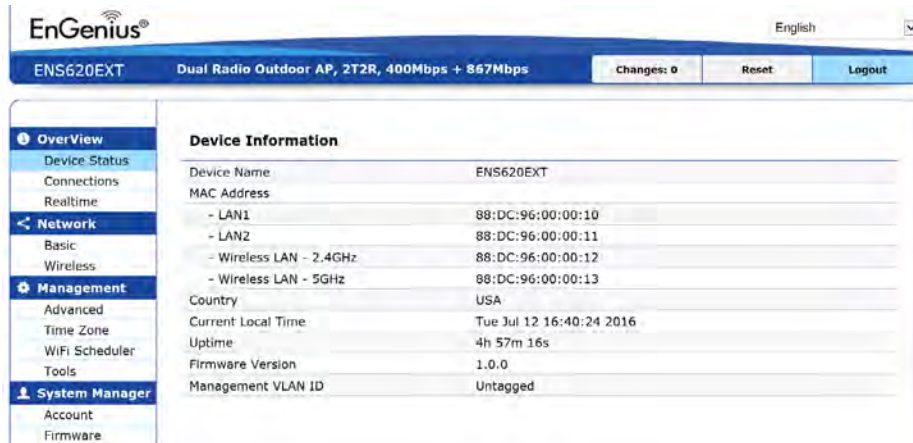 EnGenius®
English
ENS620EXT Dual Radio Outdoor AP, 2T2R, 400Mbps + 867Mbps Changes: 0 Reset Logout
OverView
Device Status
Connections
Realtime
Network
Basic
Wireless
Management
Advanced
Time Zone
WiFi Scheduler
Tools
System Manager
Account
Firmware
Device Information
Device Name ENS620EXT
MAC Address
- LAN1 88:DC:96:00:00:10
- LAN2 88:DC:96:00:00:11
- Wireless LAN - 2.4GHz 88:DC:96:00:00:12
- Wireless LAN - 5GHz 88:DC:96:00:00:13
Country USA
Current Local Time Tue Jul 12 16:40:24 2016
Uptime 4h 57m 16s
Firmware Version 1.0.0
Management VLAN ID Untagged